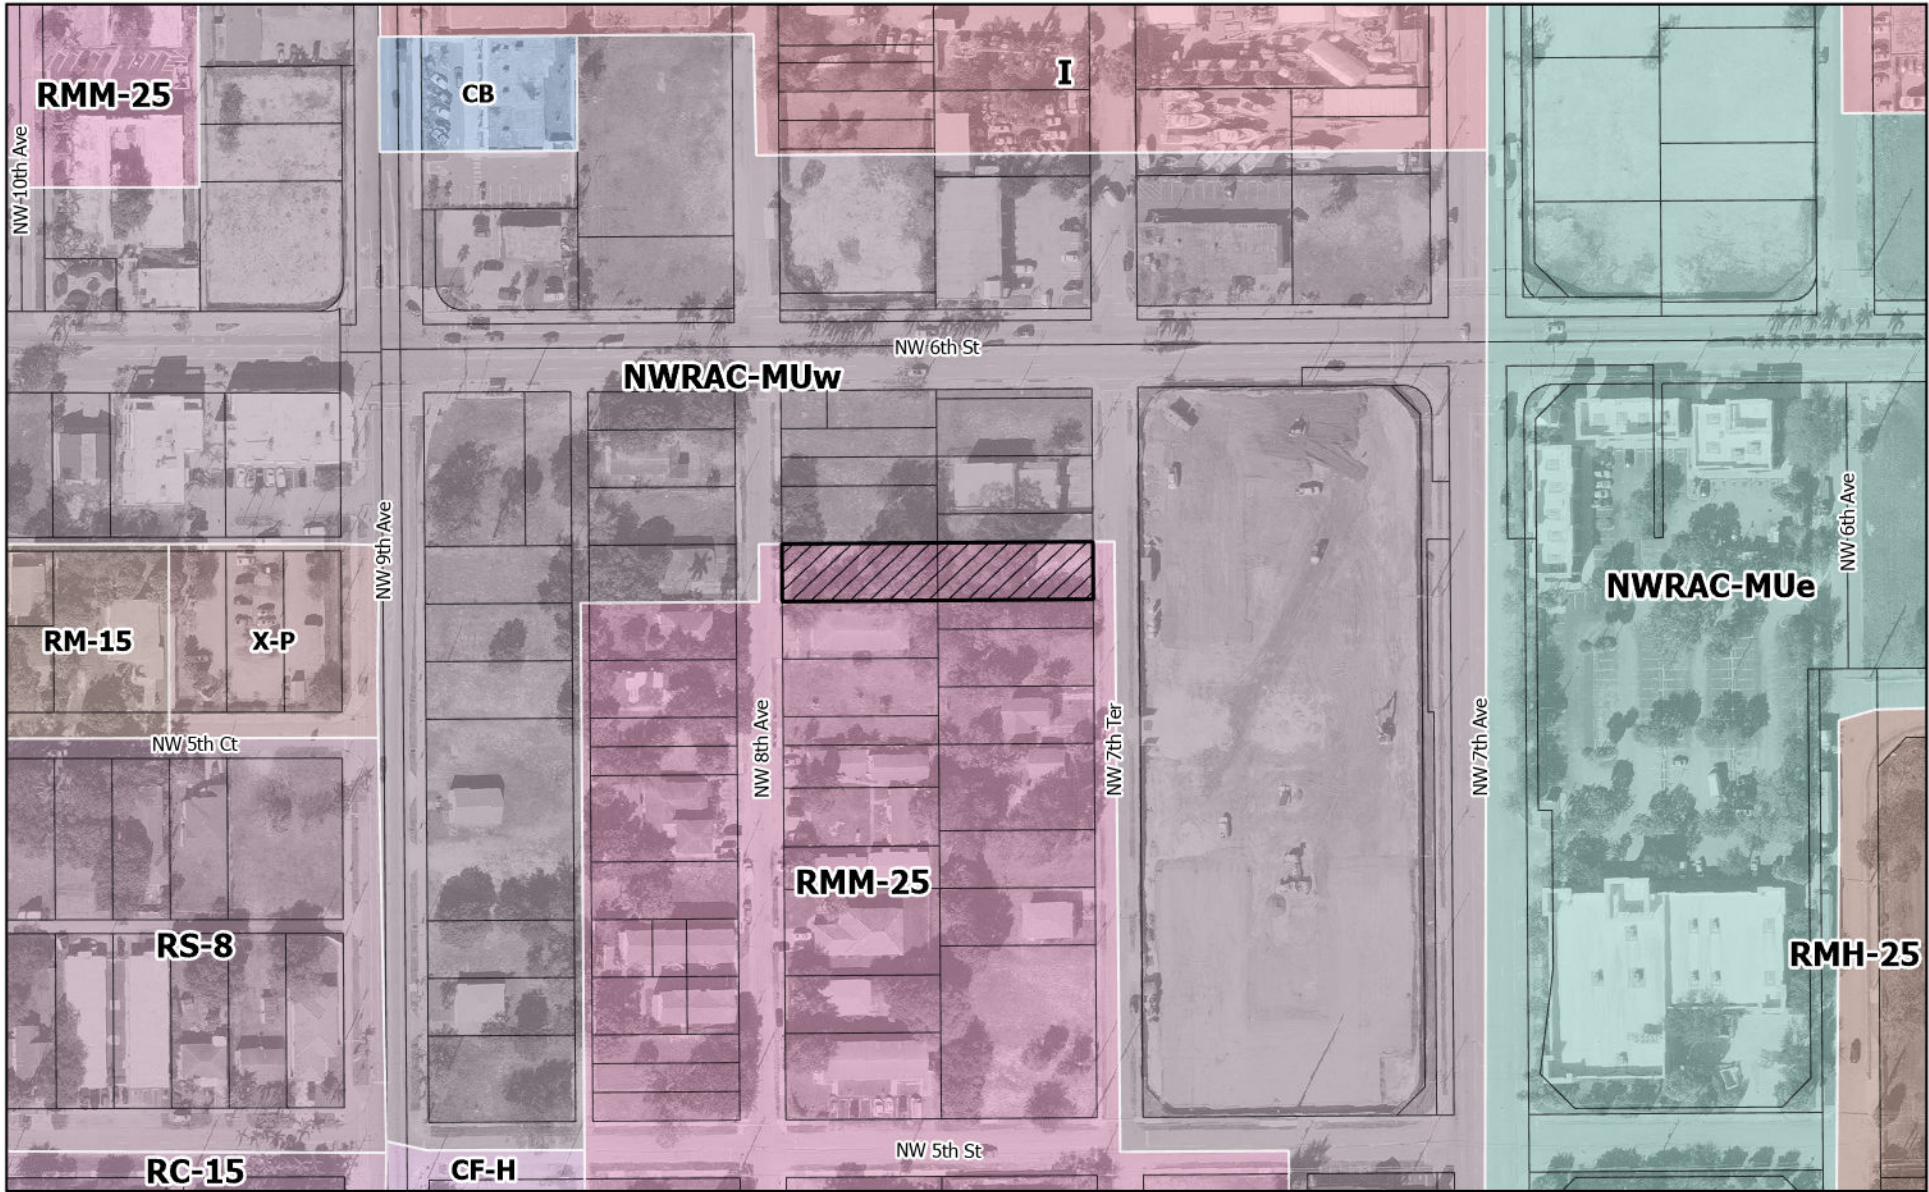 RMM-25
CB
I
NW 10th Ave
NW 6th St
NWRAC-MUw
NW 9th Ave
NW 6th Ave
NWRAC-MUe
RM-15
X-P
NW 5th Ct
NW 8th Ave
NW 7th Ter
NW 7th Ave
RMM-25
RS-8
RMH-25
NW 5th St
RC-15
CF-H